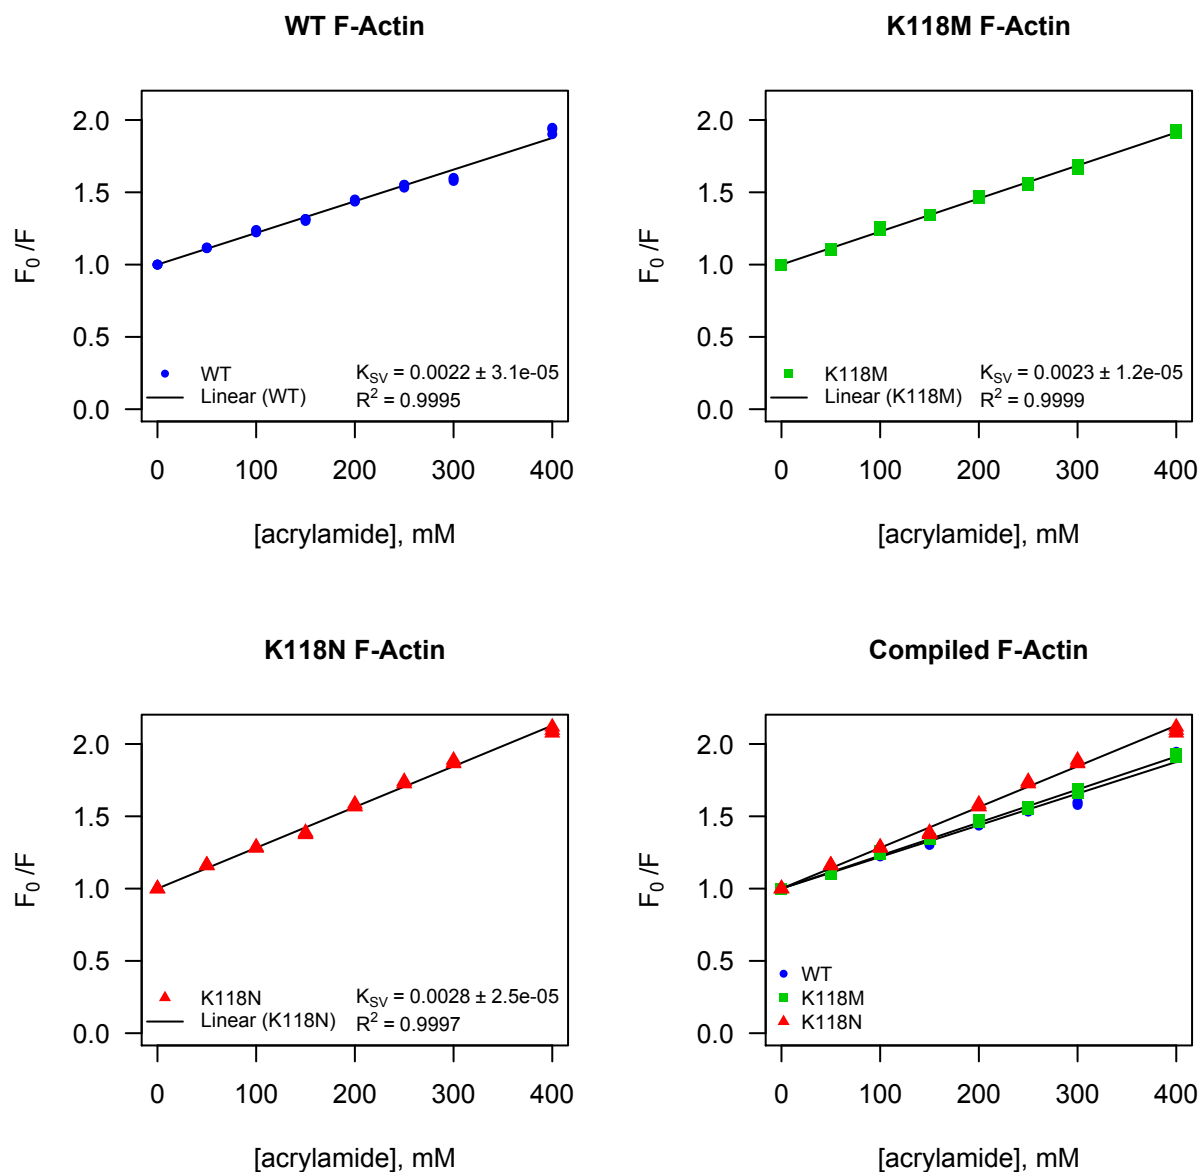 WT F-Actin
2.0
1.5
1.0
0.5
0.0
F0 /F
WT
Linear (WT)
KSV = 0.0022 ± 3.1e-05
R2 = 0.9995
0 100 200 300 400
[acrylamide], mM
K118M F-Actin
2.0
1.5
1.0
0.5
0.0
F0 /F
K118M
Linear (K118M)
KSV = 0.0023 ± 1.2e-05
R2 = 0.9999
0 100 200 300 400
[acrylamide], mM
K118N F-Actin
2.0
1.5
1.0
0.5
0.0
F0 /F
K118N
Linear (K118N)
KSV = 0.0028 ± 2.5e-05
R2 = 0.9997
0 100 200 300 400
[acrylamide], mM
Compiled F-Actin
2.0
1.5
1.0
0.5
0.0
F0 /F
WT
K118M
K118N
0 100 200 300 400
[acrylamide], mM